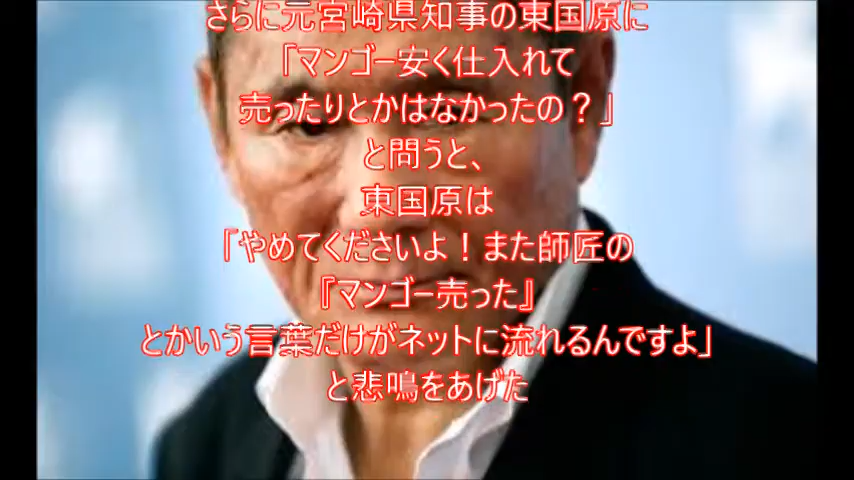 さらに元宮崎県知事の東国原に
「マンゴー安く仕入れて
売ったりとかはなかったの？」
と問うと、
東国原は
「やめてくださいよ！また師匠の
『マンゴー売った』
とかいう言葉だけがネットに流れるんですよ」
と悲鳴をあげた